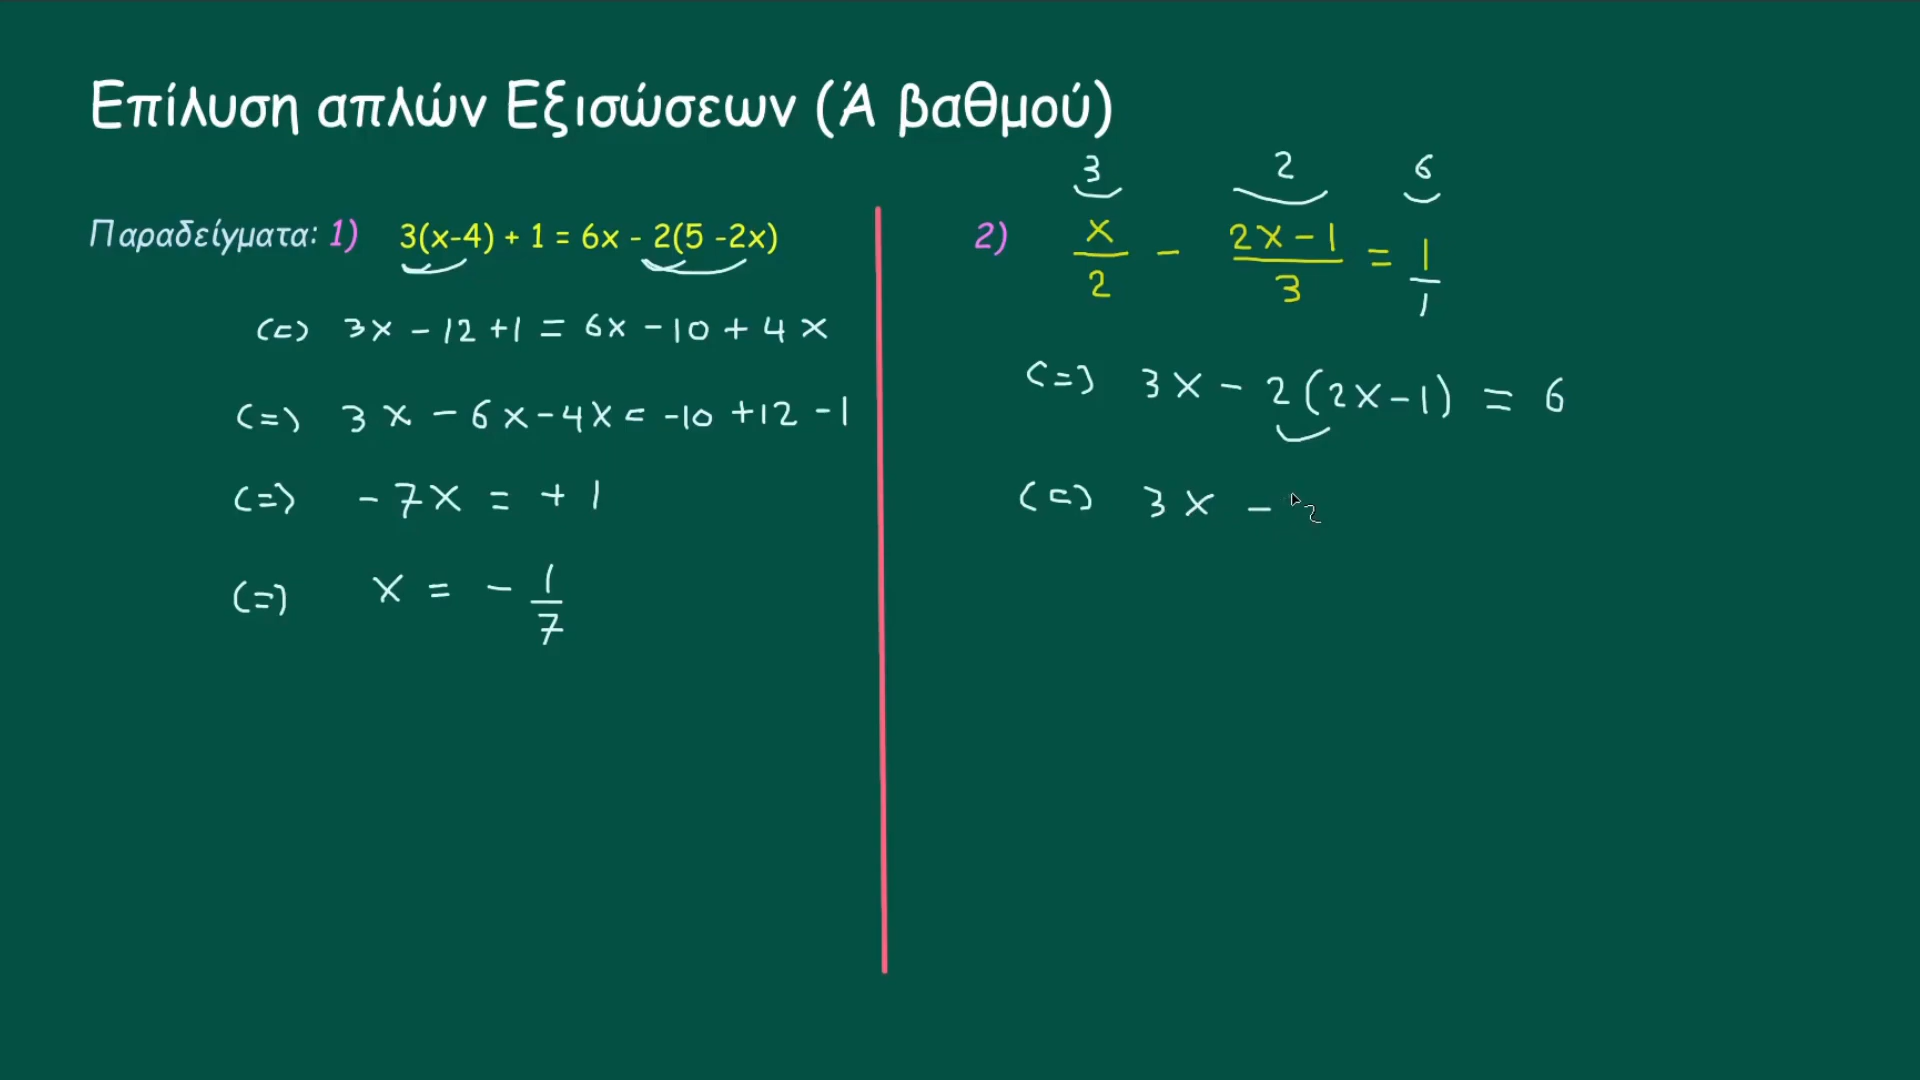 Επίλυση απλών Εξισώσεων (Ά βαθμού)
Παραδείγματα: 1) 3(x-4) + 1 = 6x - 2(5 -2x)
(=) 3x - 12 +1 = 6x - 10 + 4x
(=) 3x - 6x - 4x = -10 +12 -1
(=) -7x = +1
(=) x = - 1/7
3 2 6
2) x/2 - 2x-1/3 = 1/1
(=) 3x - 2(2x-1) = 6
(=) 3x -